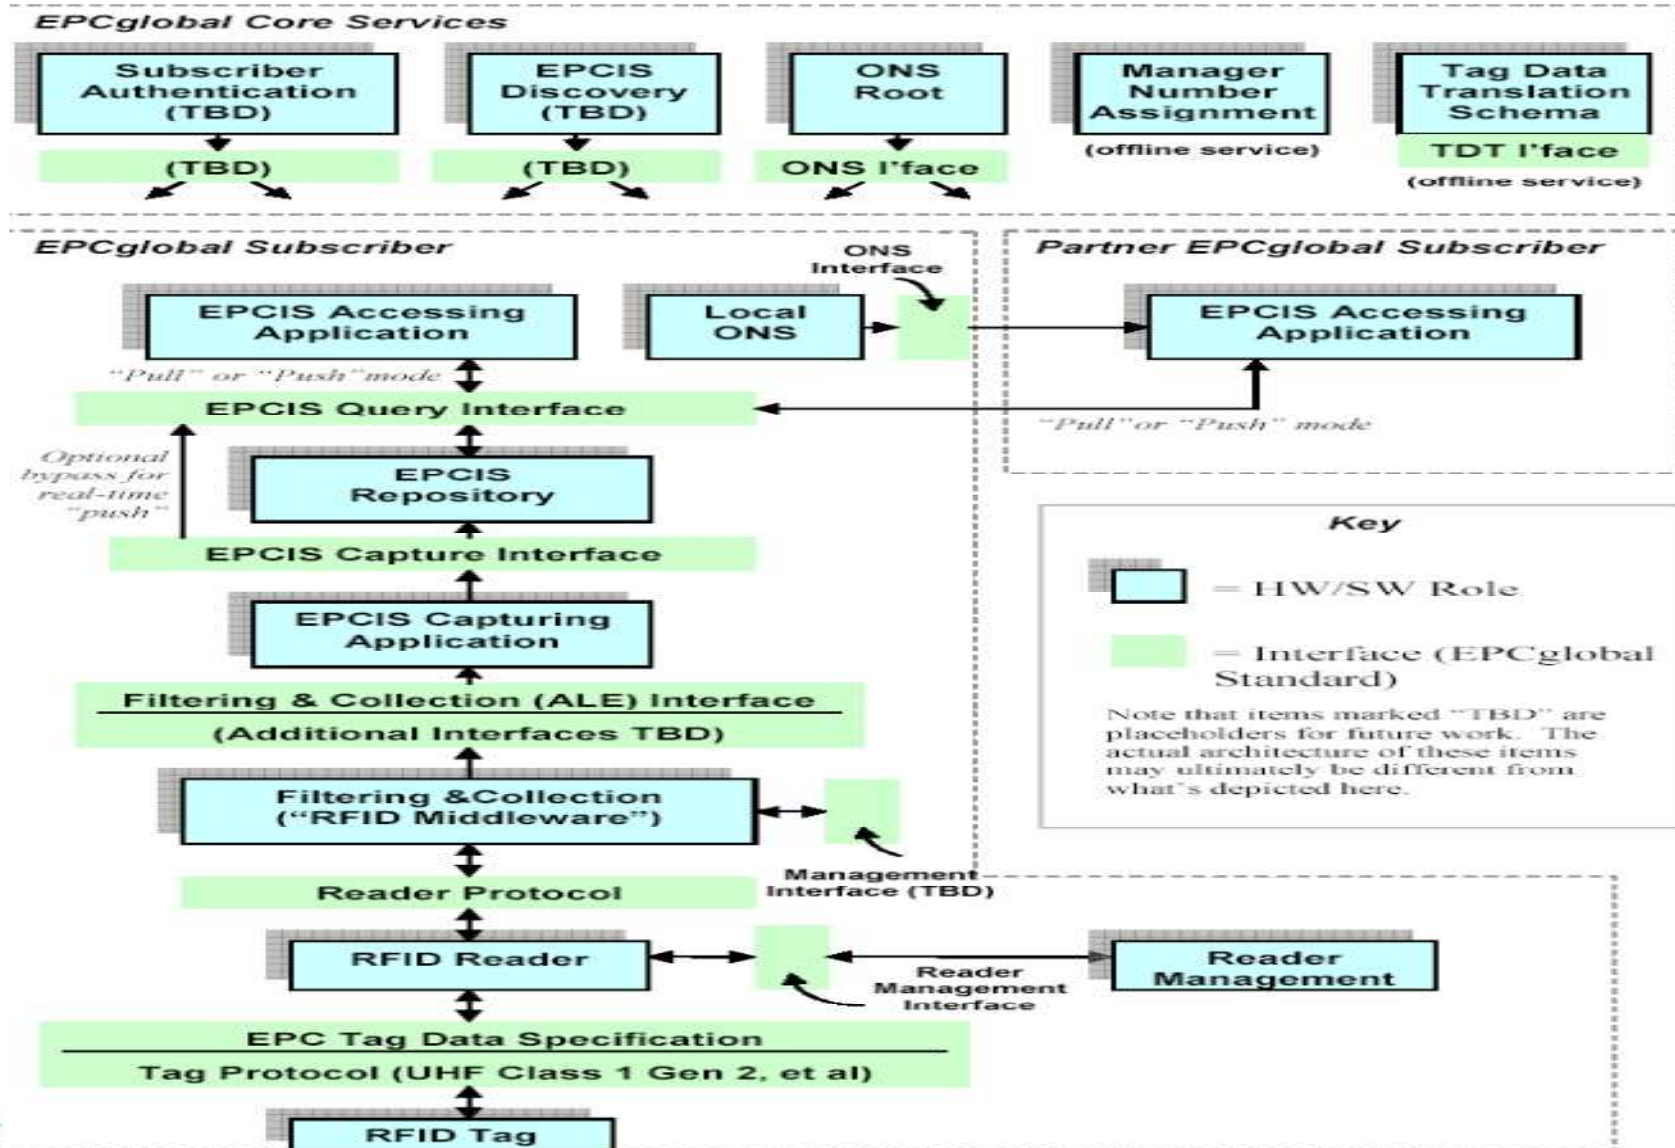 EPCglobal Core Services
Subscriber
Authentication
(TBD)
EPCIS
Discovery
(TBD)
ONS
Root
Manager
Number
Assignment
Tag Data
Translation
Schema
(TBD)
(TBD)
ONS I'face
(offline service)
TDT I'face
(offline service)
EPCglobal Subscriber
ONS
Interface
Partner EPCglobal Subscriber
EPCIS Accessing
Application
Local
ONS
EPCIS Accessing
Application
“Pull” or “Push”mode
EPCIS Query Interface
“Pull”or “Push” mode
Optional
bypass for
real-time
“push”
EPCIS
Repository
EPCIS Capture Interface
EPCIS Capturing
Application
Filtering & Collection (ALE) Interface
(Additional Interfaces TBD)
Filtering &Collection
(“RFID Middleware”)
Management
Interface (TBD)
Reader Protocol
RFID Reader
Reader
Management
Interface
Reader
Management
EPC Tag Data Specification
Tag Protocol (UHF Class 1 Gen 2, et al)
RFID Tag
Key
= HW/SW Role
= Interface (EPCglobal
Standard)
Note that items marked “TBD” are
placeholders for future work. The
actual architecture of these items
may ultimately be different from
what's depicted here.